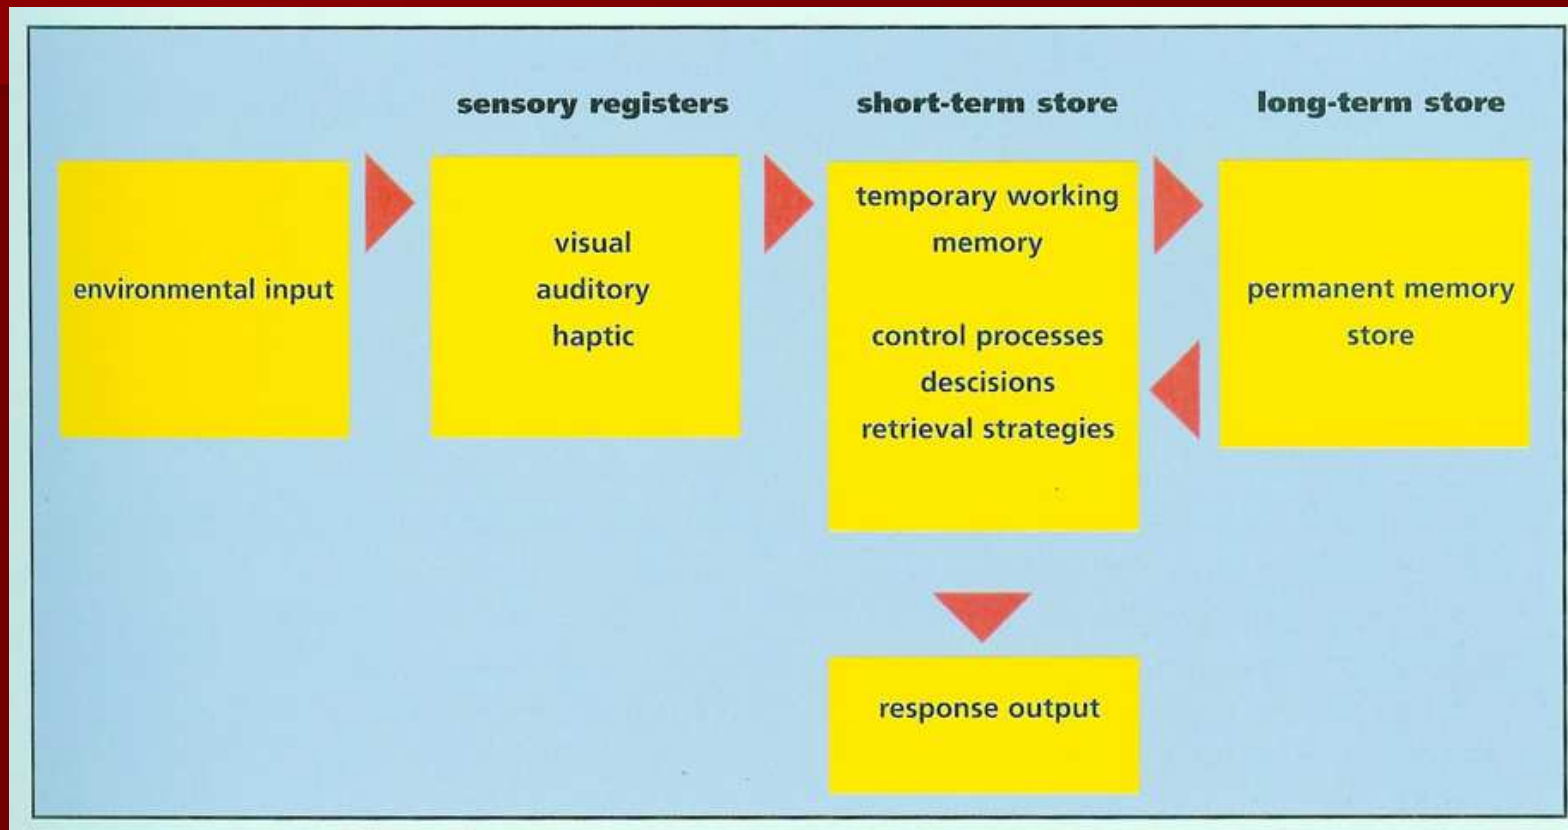 sensory registers
short-term store
long-term store
environmental input
visual
auditory
haptic
temporary working
memory
control processes
descisions
retrieval strategies
permanent memory
store
response output